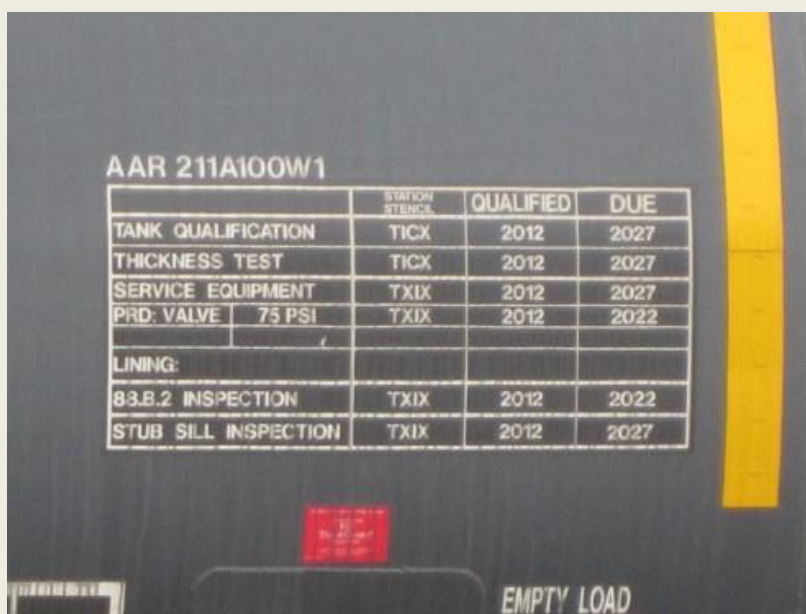 AAR 211A100W1
STATION STENCIL QUALIFIED DUE
TANK QUALIFICATION TICX 2012 2027
THICKNESS TEST TICX 2012 2027
SERVICE EQUIPMENT TXIX 2012 2027
PRD: VALVE 75 PSI TXIX 2012 2022
LINING:
88.B.2 INSPECTION TXIX 2012 2022
STUB SILL INSPECTION TXIX 2012 2027
EMPTY LOAD